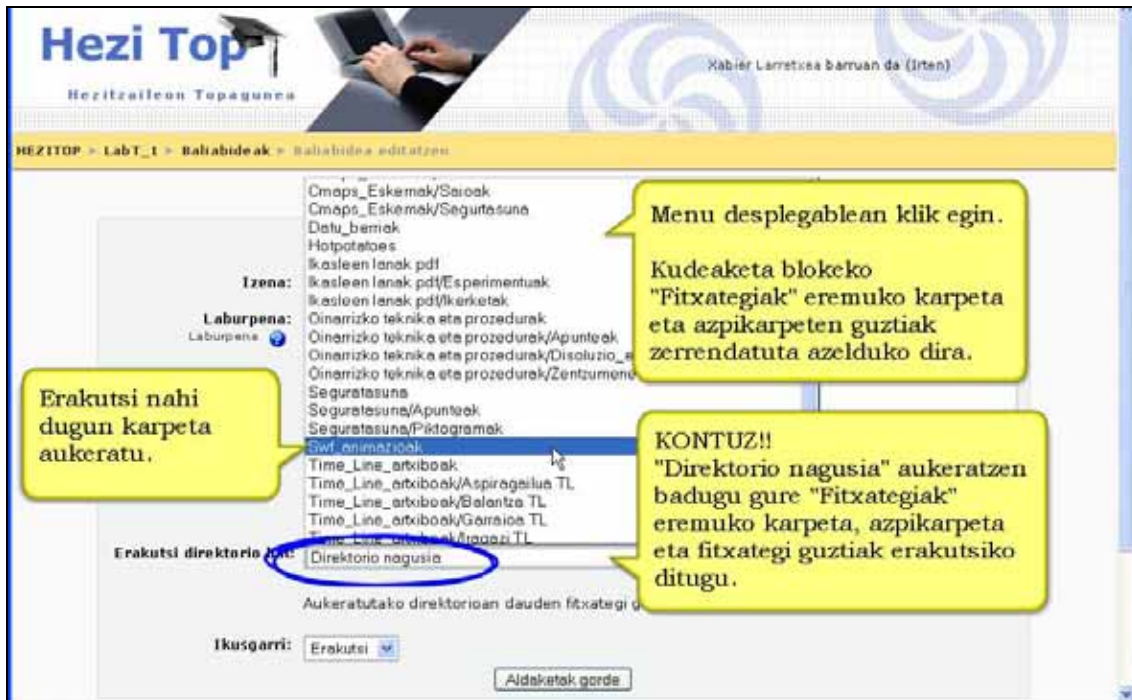 Hezi Top
Hezitzaileon Topagunea
Xabier Larretxea barruan da (Irten)
HEZITOP > LabT_1 > Baliabideak > Baliabidea editatzen
Cmaps_Eskemak/Saioak
Cmaps_Eskemak/Segurtasuna
Datu_berriak
Hotpotatoes
Ikasleen lanak pdf
Izena:
Ikasleen lanak pdf/Esperimentuak
Ikasleen lanak pdf/Ikerketak
Laburpena:
Oinarrizko teknika eta prozedurak
Laburpena
Oinarrizko teknika eta prozedurak/Apunteak
Oinarrizko teknika eta prozedurak/Disoluzio_e
Oinarrizko teknika eta prozedurak/Zentzumene
Seguratasuna
Seguratasuna/Apunteak
Seguratasuna/Piktogramak
Swf_animazioak
Time_Line_artxiboak
Time_Line_artxiboak/Aspiragailua TL
Time_Line_artxiboak/Balantza TL
Time_Line_artxiboak/Garraioa TL
Time_Line_artxiboak/Iragazi TL
Menu desplegablean klik egin.
Kudeaketa blokeko
"Fitxategiak" eremuko karpeta
eta azpikarpeten guztiak
zerrendatuta azelduko dira.
Erakutsi nahi
dugun karpeta
aukeratu.
KONTUZ!!
"Direktorio nagusia" aukeratzen
badugu gure "Fitxategiak"
eremuko karpeta, azpikarpeta
eta fitxategi guztiak erakutsiko
ditugu.
Erakutsi direktorio
Direktorio nagusia
Aukeratutako direktorioan dauden fitxategi g
Ikusgarri:
Erakutsi
Aldaketak gorde